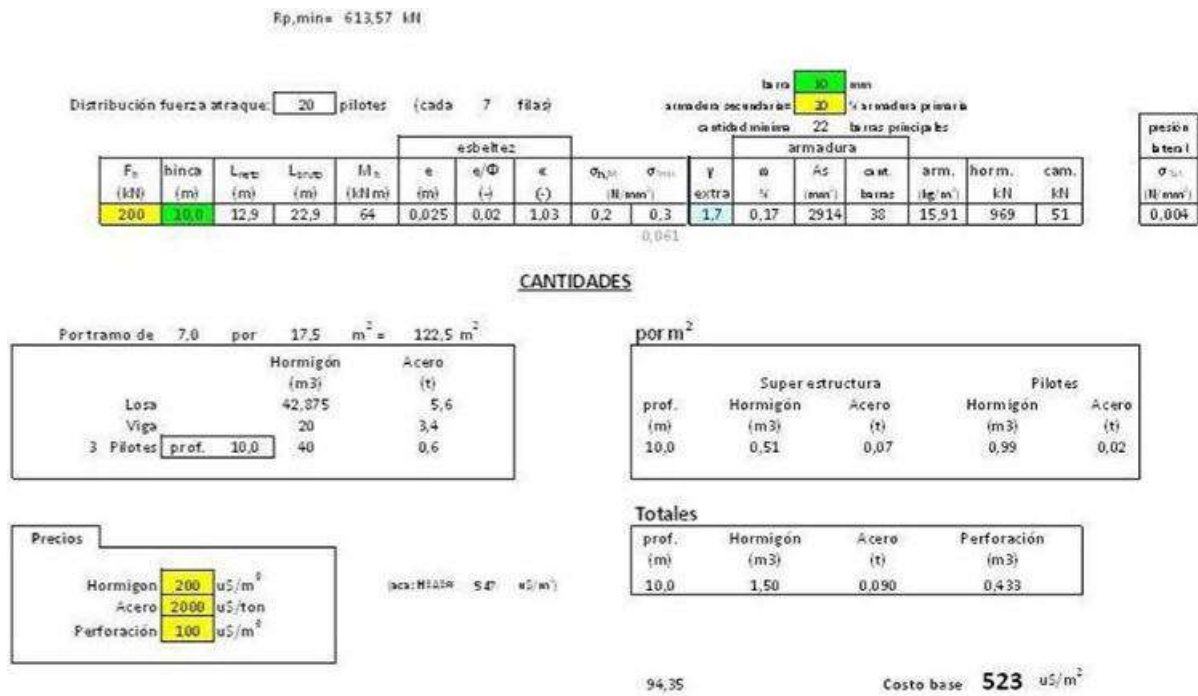 Rp,min= 613,57 kN
barra 10 mm
Distribución fuerza atraque: 20 pilotes (cada 7 filas)
armadura secundaria= 20 % armadura primaria
cantidad minima 22 barras principales
presión lateral
esbeltez armadura
hinca e e/Φ γ ω As cant. arm. horm. cam.
(kN) (m) (m) (m) (kNm) (m) (-) (-) (N/mm²) extra % (mm²) barras (kg/m³) kN kN (N/mm²)
200 10,0 12,9 22,9 64 0,025 0,02 1,03 0,2 0,3 1,7 0,17 2914 38 15,91 969 51 0,004
0,061
CANTIDADES
Por tramo de 7,0 por 17,5 m² = 122,5 m²
Hormigón Acero
(m3) (t)
Losa 42,875 5,6
Viga 20 3,4
3 Pilotes prof. 10,0 40 0,6
por m²
Superestructura Pilotes
prof. Hormigón Acero Hormigón Acero
(m) (m3) (t) (m3) (t)
10,0 0,51 0,07 0,99 0,02
Totales
prof. Hormigón Acero Perforación
(m) (m3) (t) (m3)
10,0 1,50 0,090 0,433
Precios
Hormigon 200 u$/m³
Acero 2000 u$/ton
Perforación 100 u$/m³
547 u$/m²)
94,35
Costo base 523 u$/m²